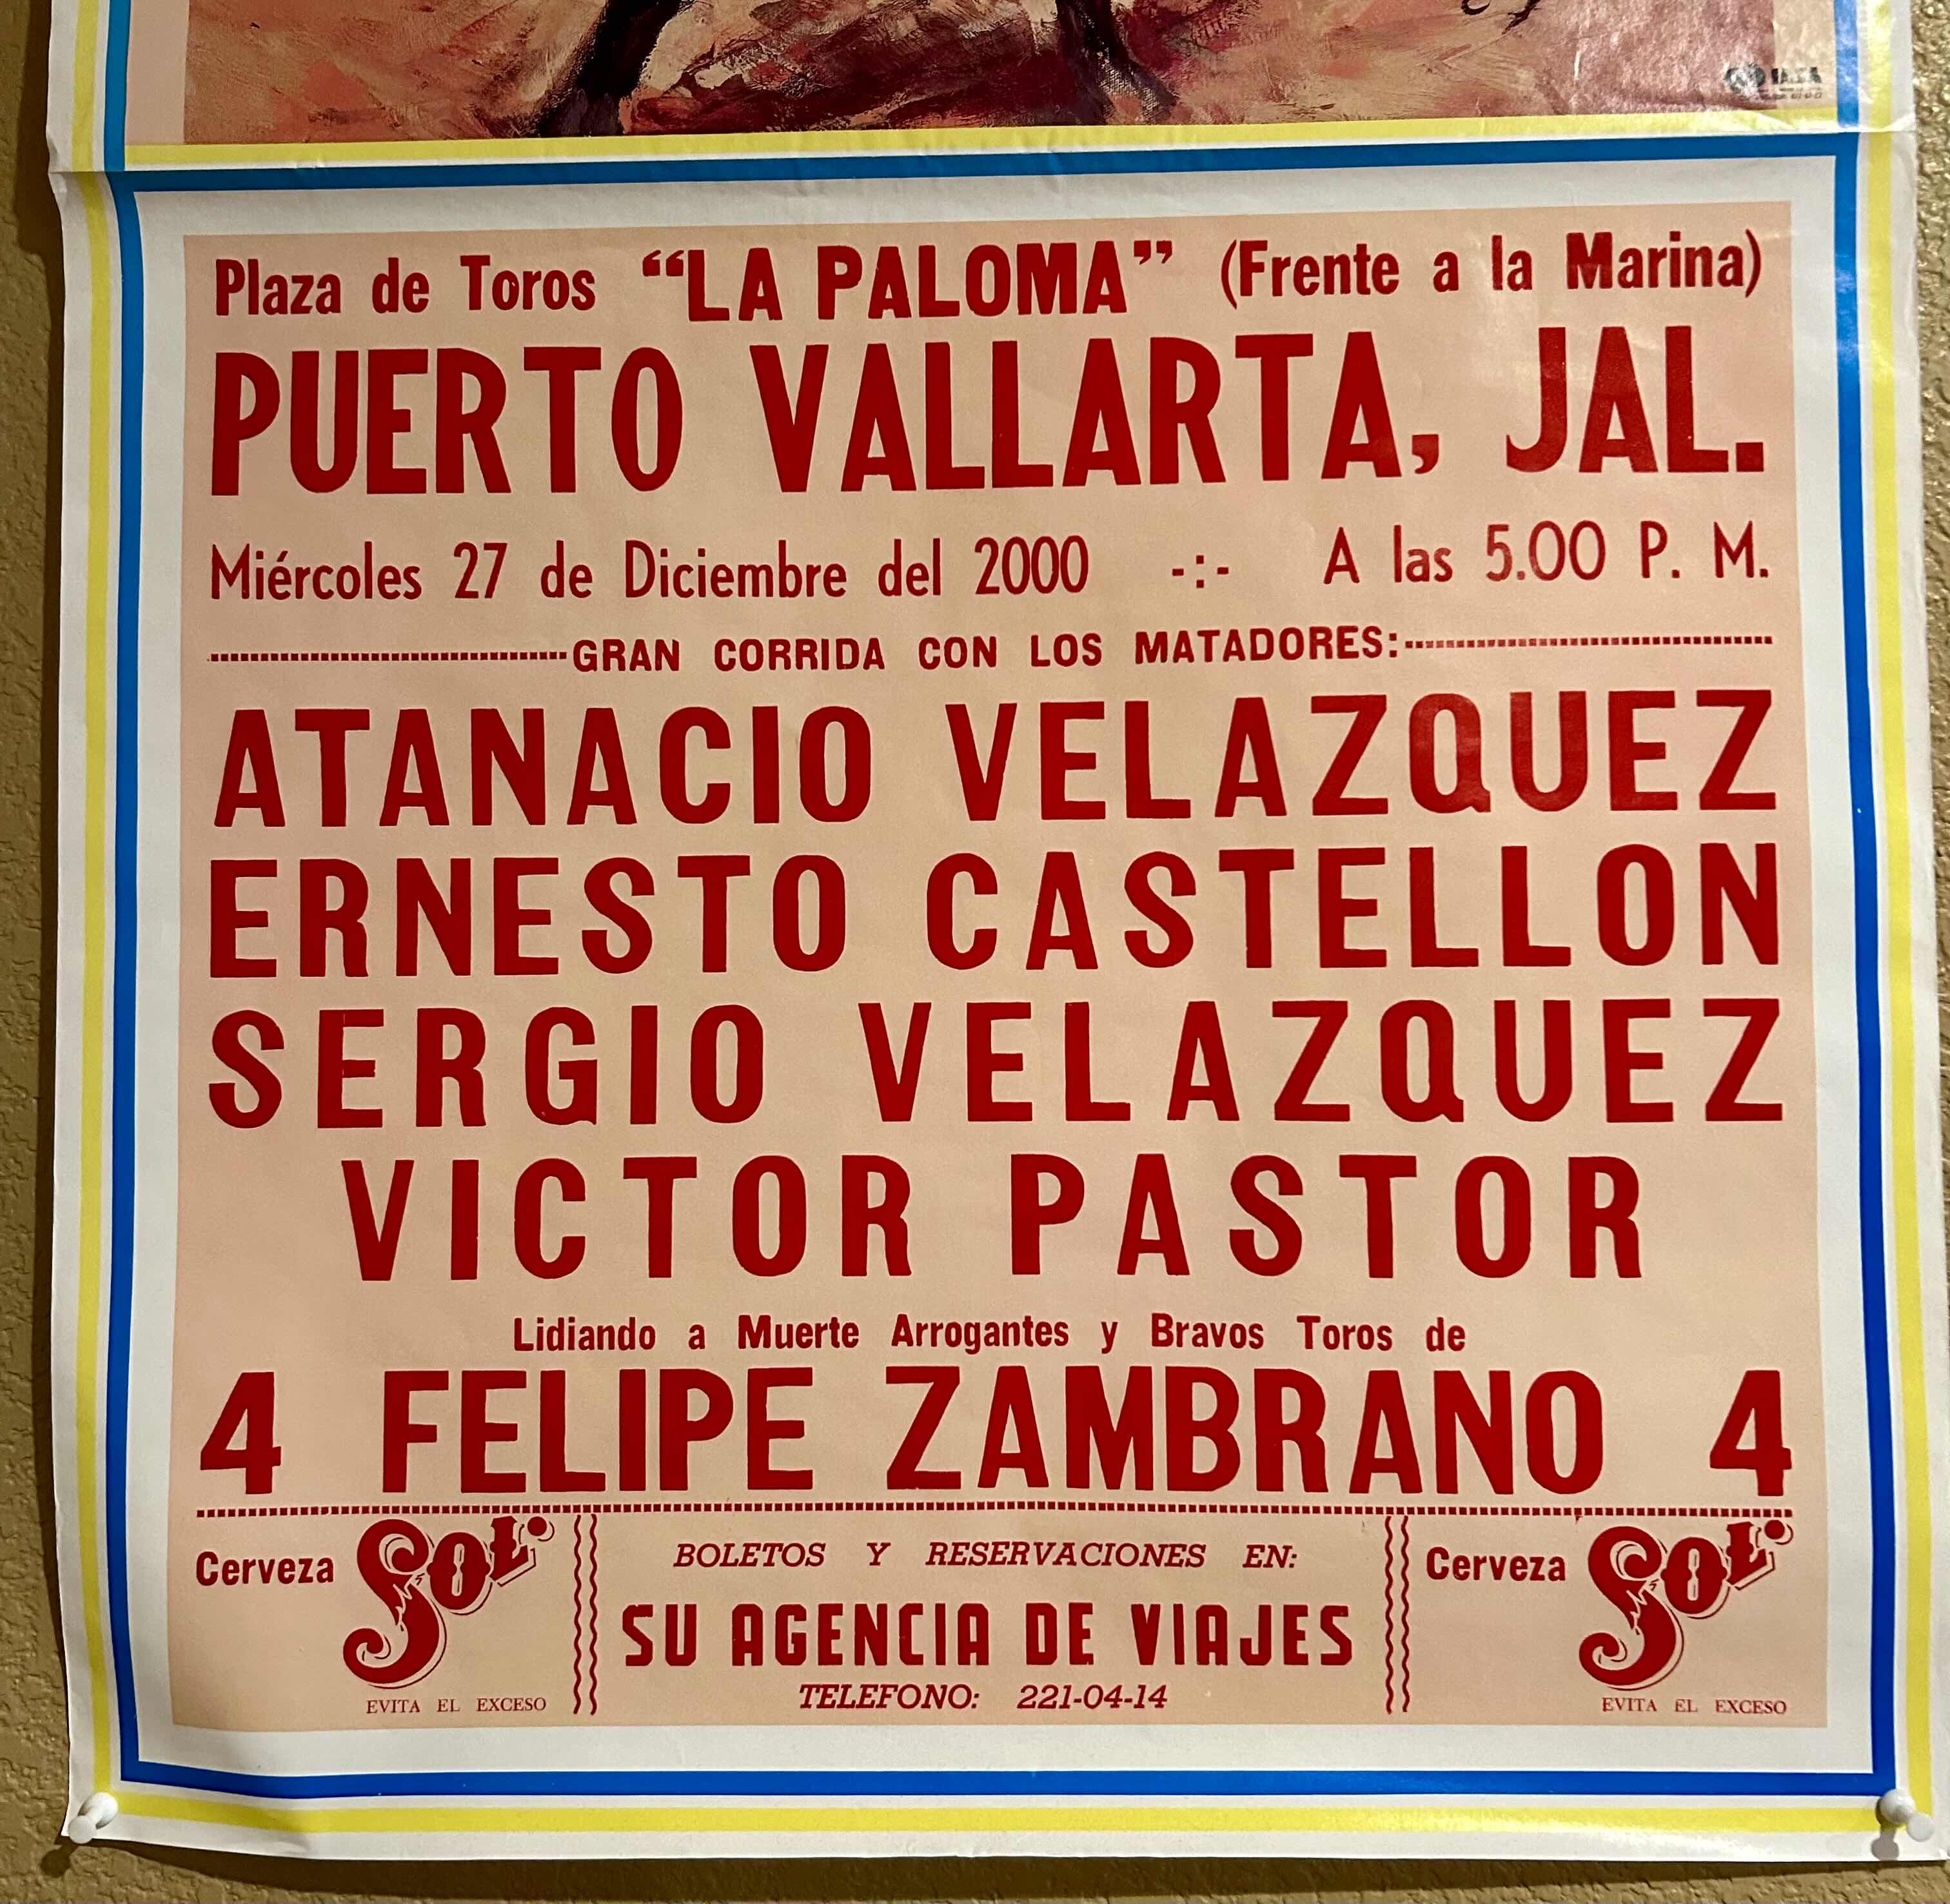 Plaza de Toros “LA PALOMA” (Frente a la Marina)
PUERTO VALLARTA, JAL.
Miércoles 27 de Diciembre del 2000 -:- A las 5.00 P. M.
GRAN CORRIDA CON LOS MATADORES:
ATANACIO VELAZQUEZ
ERNESTO CASTELLON
SERGIO VELAZQUEZ
VICTOR PASTOR
Lidiando a Muerte Arrogantes y Bravos Toros de
4 FELIPE ZAMBRANO 4
Cerveza SOL
EVITA EL EXCESO
BOLETOS Y RESERVACIONES EN:
SU AGENCIA DE VIAJES
TELEFONO: 221-04-14
Cerveza SOL
EVITA EL EXCESO